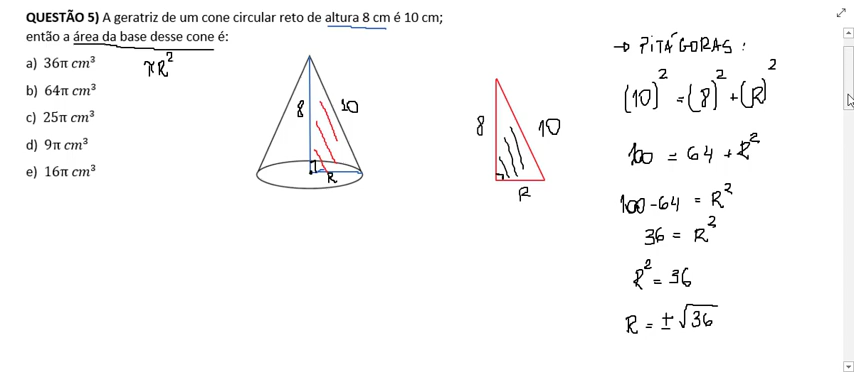 QUESTÃO 5) A geratriz de um cone circular reto de altura 8 cm é 10 cm;
então a área da base desse cone é:
πR²
a) 36π cm³
b) 64π cm³
c) 25π cm³
d) 9π cm³
e) 16π cm³
8
10
R
8
10
R
→ PITÁGORAS:
(10)² = (8)² + (R)²
100 = 64 + R²
100 - 64 = R²
36 = R²
R² = 36
R = ±√36